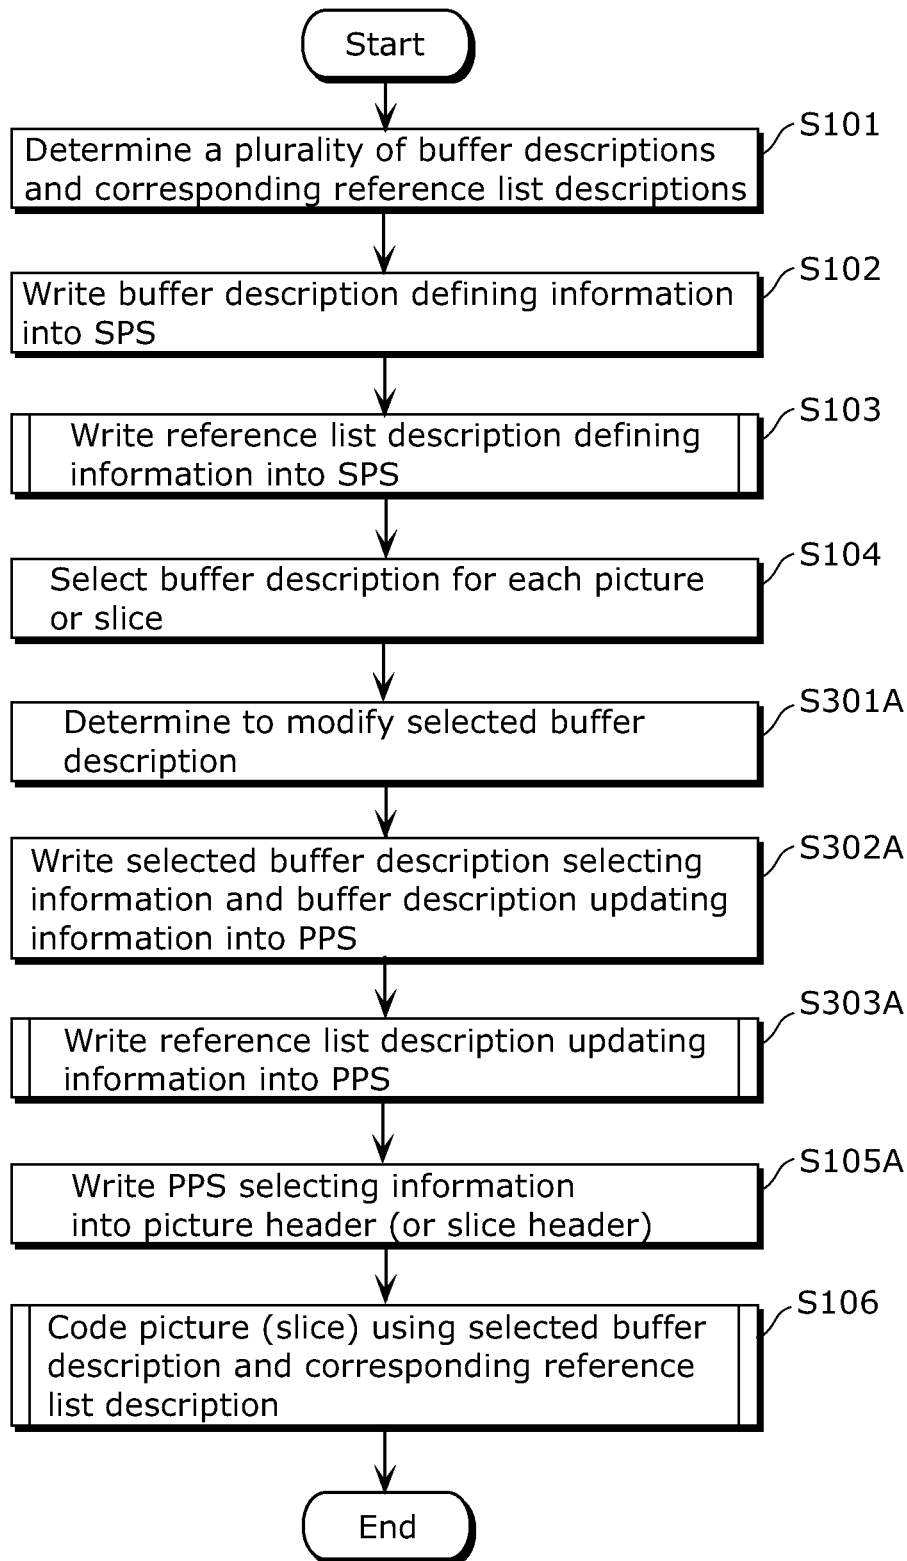 Start
S101
Determine a plurality of buffer descriptions
and corresponding reference list descriptions
S102
Write buffer description defining information
into SPS
S103
Write reference list description defining
information into SPS
S104
Select buffer description for each picture
or slice
S301A
Determine to modify selected buffer
description
S302A
Write selected buffer description selecting
information and buffer description updating
information into PPS
S303A
Write reference list description updating
information into PPS
S105A
Write PPS selecting information
into picture header (or slice header)
S106
Code picture (slice) using selected buffer
description and corresponding reference
list description
End